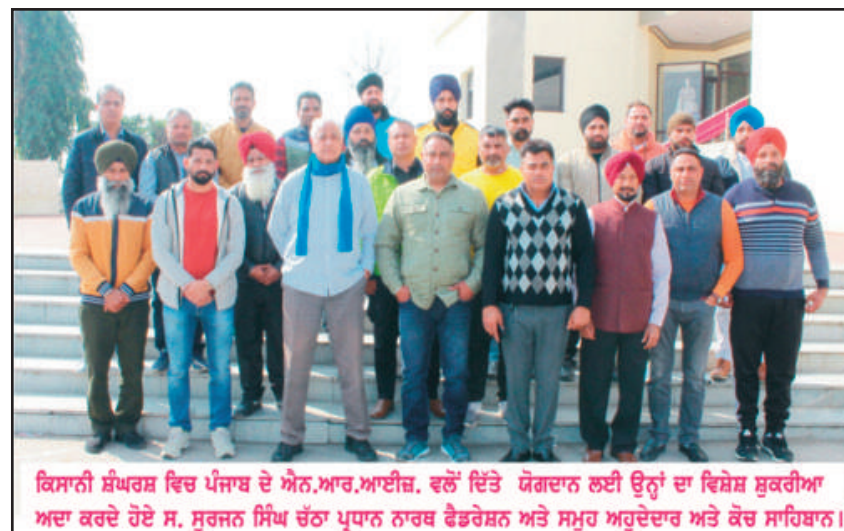 ਕਿਸਾਨੀ ਸ਼ੰਘਰਸ਼ ਵਿਚ ਪੰਜਾਬ ਦੇ ਐਨ.ਆਰ.ਆਈਜ਼. ਵਲੋਂ ਦਿੱਤੇ ਯੋਗਦਾਨ ਲਈ ਉਨ੍ਹਾਂ ਦਾ ਵਿਸ਼ੇਸ਼ ਸ਼ੁਕਰੀਆ
ਅਦਾ ਕਰਦੇ ਹੋਏ ਸ. ਸੁਰਜਨ ਸਿੰਘ ਚੱਠਾ ਪ੍ਰਧਾਨ ਨਾਰਥ ਫੈਡਰੇਸ਼ਨ ਅਤੇ ਸਮੂਹ ਅਹੁਦੇਦਾਰ ਅਤੇ ਕੋਚ ਸਾਹਿਬਾਨ।